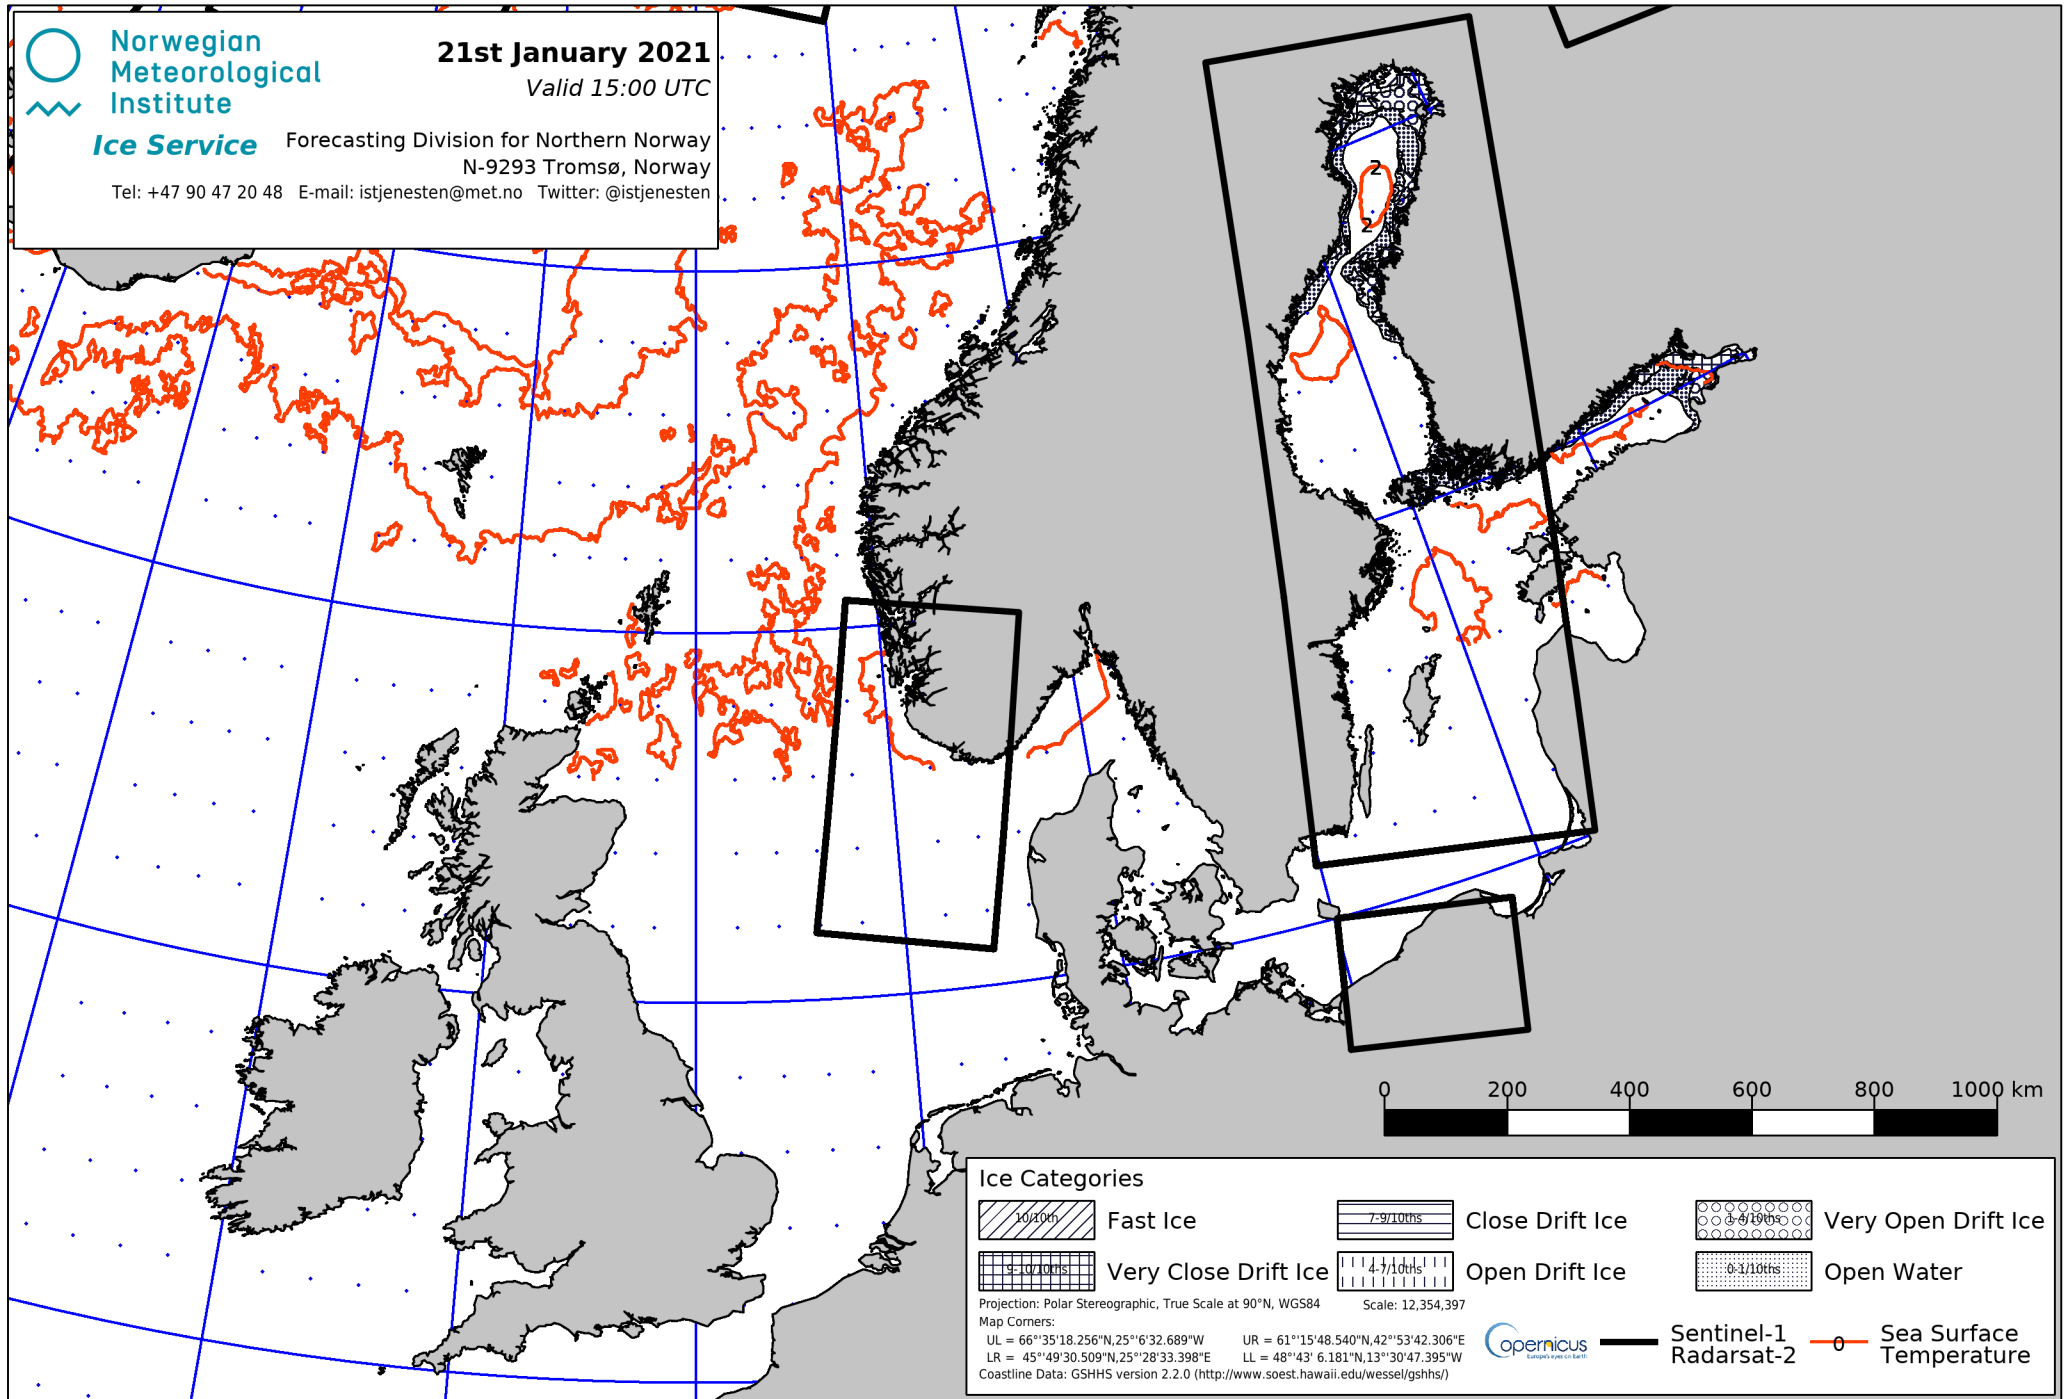 Norwegian
Meteorological
Institute
Ice Service
21st January 2021
Valid 15:00 UTC
Forecasting Division for Northern Norway
N-9293 Tromsø, Norway
Tel: +47 90 47 20 48 E-mail: istjenesten@met.no Twitter: @istjenesten
2
2
0 200 400 600 800 1000 km
Ice Categories
10/10th Fast Ice 7-9/10ths Close Drift Ice 1-4/10ths Very Open Drift Ice
9-10/10ths Very Close Drift Ice 4-7/10ths Open Drift Ice 0-1/10ths Open Water
Projection: Polar Stereographic, True Scale at 90°N, WGS84 Scale: 12,354,397
Map Corners:
UL = 66°'35'18.256"N,25°'6'32.689"W UR = 61°'15'48.540"N,42°'53'42.306"E
LR = 45°'49'30.509"N,25°'28'33.398"E LL = 48°'43' 6.181"N,13°'30'47.395"W
Coastline Data: GSHHS version 2.2.0 (http://www.soest.hawaii.edu/wessel/gshhs/)
opernicus
Europe's eyes on Earth
Sentinel-1
Radarsat-2
0
Sea Surface
Temperature